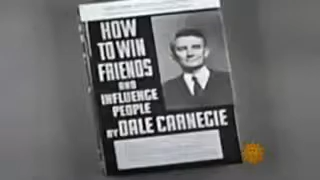 HOW
TO WIN
FRIENDS
AND
INFLUENCE
PEOPLE
BY DALE CARNEGIE